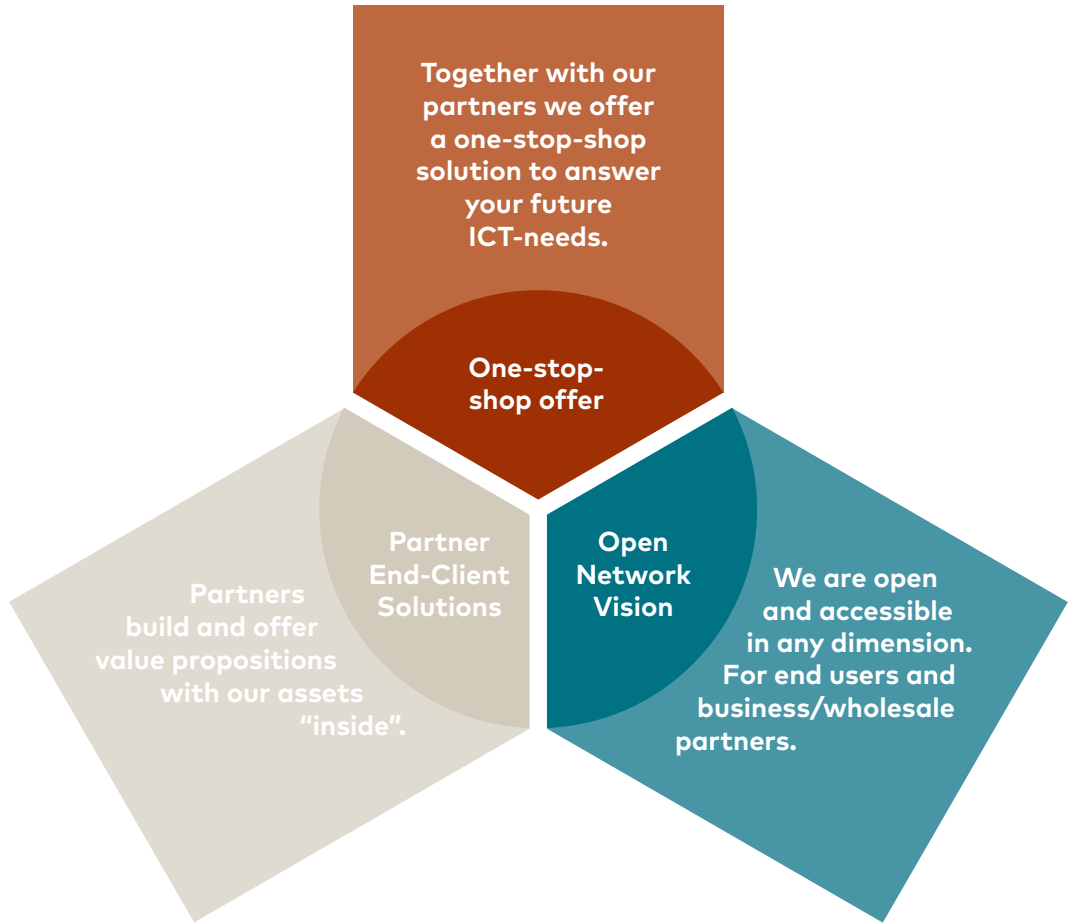 Together with our
partners we offer
a one-stop-shop
solution to answer
your future
ICT-needs.
One-stop-
shop offer
Partner
End-Client
Solutions
Open
Network
Vision
Partners
build and offer
value propositions
with our assets
“inside”.
We are open
and accessible
in any dimension.
For end users and
business/wholesale
partners.